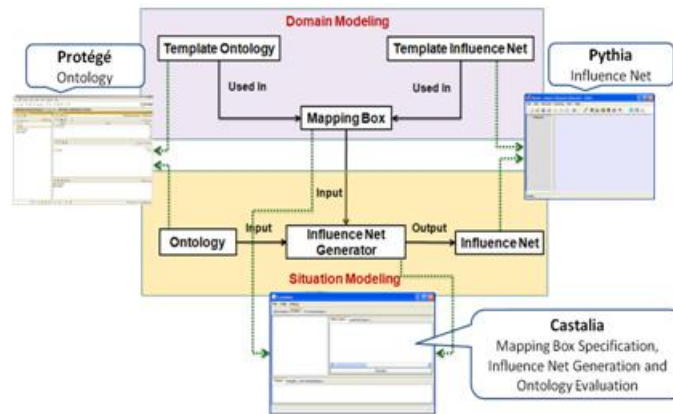 Domain Modeling
Protégé
Ontology
Template Ontology
Template Influence Net
Pythia
Influence Net
Used In
Used In
Mapping Box
Input
Ontology
Input
Influence Net
Generator
Output
Influence Net
Situation Modeling
Castalia
Mapping Box Specification,
Influence Net Generation and
Ontology Evaluation